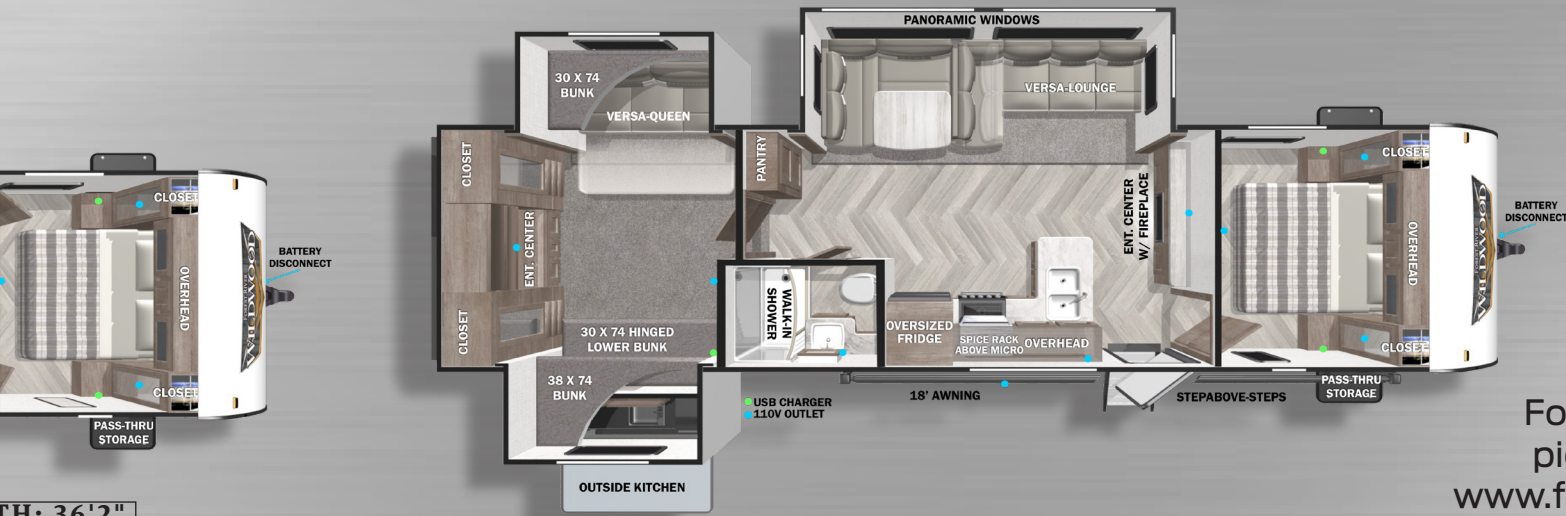 CLOSET
OVERHEAD
CLOSET
BATTERY
DISCONNECT
PASS-THRU
STORAGE
36'2"
30 X 74
BUNK
VERSA-QUEEN
CLOSET
ENT. CENTER
CLOSET
30 X 74 HINGED
LOWER BUNK
38 X 74
BUNK
OUTSIDE KITCHEN
PANTRY
WALK-IN
SHOWER
PANORAMIC WINDOWS
VERSA-LOUNGE
ENT. CENTER
W/ FIREPLACE
OVERSIZED
FRIDGE
SPICE RACK
ABOVE MICRO
OVERHEAD
USB CHARGER
110V OUTLET
18' AWNING
STEPABOVE-STEPS
CLOSET
OVERHEAD
CLOSET
PASS-THRU
STORAGE
BATTERY
DISCONNECT